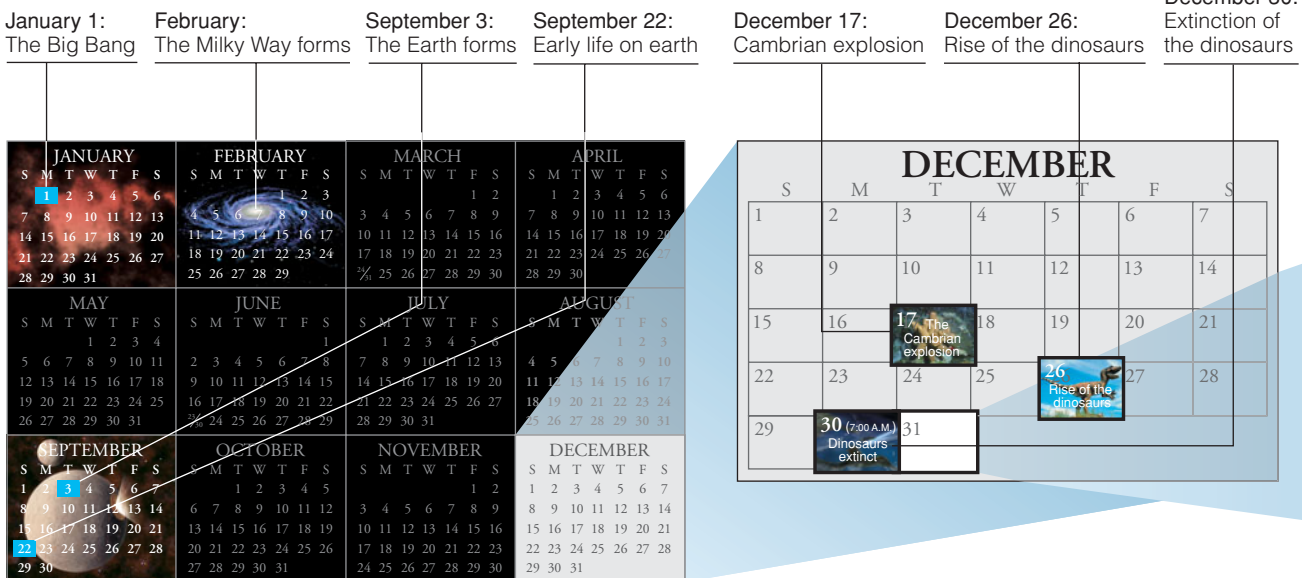 January 1:
The Big Bang
February:
The Milky Way forms
September 3:
The Earth forms
September 22:
Early life on earth
December 17:
Cambrian explosion
December 26:
Rise of the dinosaurs
December 30:
Extinction of
the dinosaurs
JANUARY
S M T W T F S
1 2 3 4 5 6
7 8 9 10 11 12 13
14 15 16 17 18 19 20
21 22 23 24 25 26 27
28 29 30 31
FEBRUARY
S M T W T F S
1 2 3
4 5 6 7 8 9 10
11 12 13 14 15 16 17
18 19 20 21 22 23 24
25 26 27 28 29
MARCH
S M T W T F S
1 2
3 4 5 6 7 8 9
10 11 12 13 14 15 16
17 18 19 20 21 22 23
24/31 25 26 27 28 29 30
APRIL
S M T W T F S
1 2 3 4 5 6
7 8 9 10 11 12 13
14 15 16 17 18 19 20
21 22 23 24 25 26 27
28 29 30
MAY
S M T W T F S
1 2 3 4
5 6 7 8 9 10 11
12 13 14 15 16 17 18
19 20 21 22 23 24 25
26 27 28 29 30 31
JUNE
S M T W T F S
1
2 3 4 5 6 7 8
9 10 11 12 13 14 15
16 17 18 19 20 21 22
23/30 24 25 26 27 28 29
JULY
S M T W T F S
1 2 3 4 5 6
7 8 9 10 11 12 13
14 15 16 17 18 19 20
21 22 23 24 25 26 27
28 29 30 31
AUGUST
S M T W T F S
1 2 3
4 5 6 7 8 9 10
11 12 13 14 15 16 17
18 19 20 21 22 23 24
25 26 27 28 29 30 31
SEPTEMBER
S M T W T F S
1 2 3 4 5 6 7
8 9 10 11 12 13 14
15 16 17 18 19 20 21
22 23 24 25 26 27 28
29 30
OCTOBER
S M T W T F S
1 2 3 4 5
6 7 8 9 10 11 12
13 14 15 16 17 18 19
20 21 22 23 24 25 26
27 28 29 30 31
NOVEMBER
S M T W T F S
1 2
3 4 5 6 7 8 9
10 11 12 13 14 15 16
17 18 19 20 21 22 23
24 25 26 27 28 29 30
DECEMBER
S M T W T F S
1 2 3 4 5 6 7
8 9 10 11 12 13 14
15 16 17 18 19 20 21
22 23 24 25 26 27 28
29 30 31
DECEMBER
S M T W T F S
1 2 3 4 5 6 7
8 9 10 11 12 13 14
15 16 17 The
Cambrian
explosion
18 19 20 21
22 23 24 25 26
Rise of the
dinosaurs
27 28
29 30 (7:00 A.M.)
Dinosaurs
extinct
31